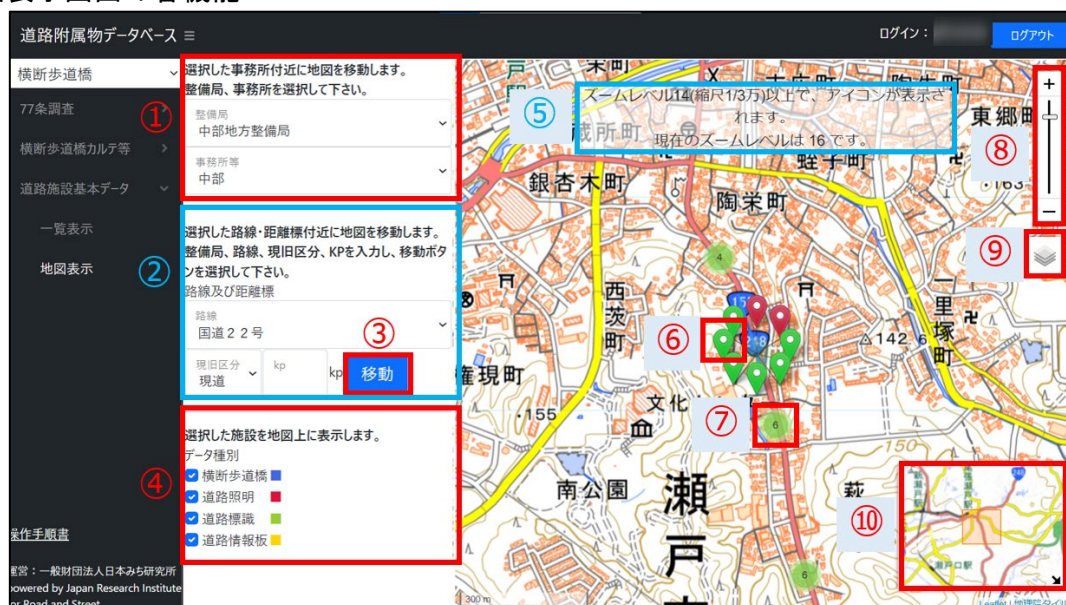 道路附属物データベース
ログイン：
ログアウト
横断歩道橋
77条調査
横断歩道橋カルテ等
道路施設基本データ
一覧表示
地図表示
操作手順書
運営：一般財団法人日本みち研究所
powered by Japan Research Institute
for Road and Street
①
選択した事務所付近に地図を移動します。
整備局、事務所を選択して下さい。
整備局
中部地方整備局
事務所等
中部
②
選択した路線・距離標付近に地図を移動します。
整備局、路線、現旧区分、KPを入力し、移動ボタ
ンを選択して下さい。
路線及び距離標
路線
国道２２号
③
現旧区分
現道
kp
kp
移動
④
選択した施設を地図上に表示します。
データ種別
横断歩道橋
道路照明
道路標識
道路情報板
⑤
ズームレベル14(縮尺1/3万)以上で、アイコンが表示さ
れます。
現在のズームレベルは 16 です。
⑥
⑦
⑧
+
−
⑨
⑩
東郷町
163
銀杏木町
蛭子町
陶栄町
4
西茨町
一里塚町
142
権現町
155
文化
6
150
南公園
瀬戸
萩
6
瀬戸口駅
300 m
Leaflet | 地理院タイル